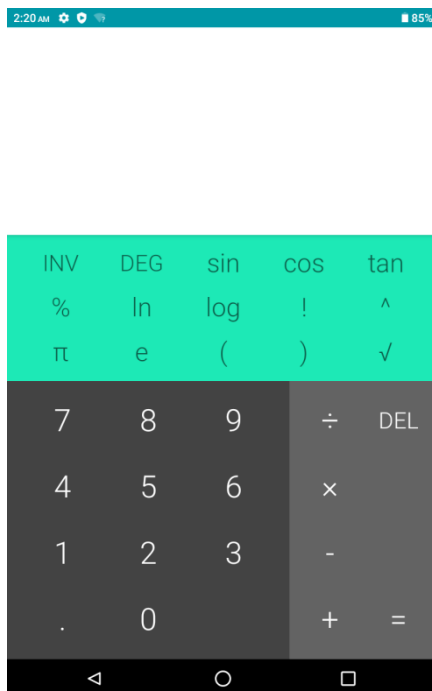 2:20 AM 85%
INV DEG sin cos tan
% ln log ! ^
π e ( ) √
7 8 9 ÷ DEL
4 5 6 ×
1 2 3 -
. 0 + =